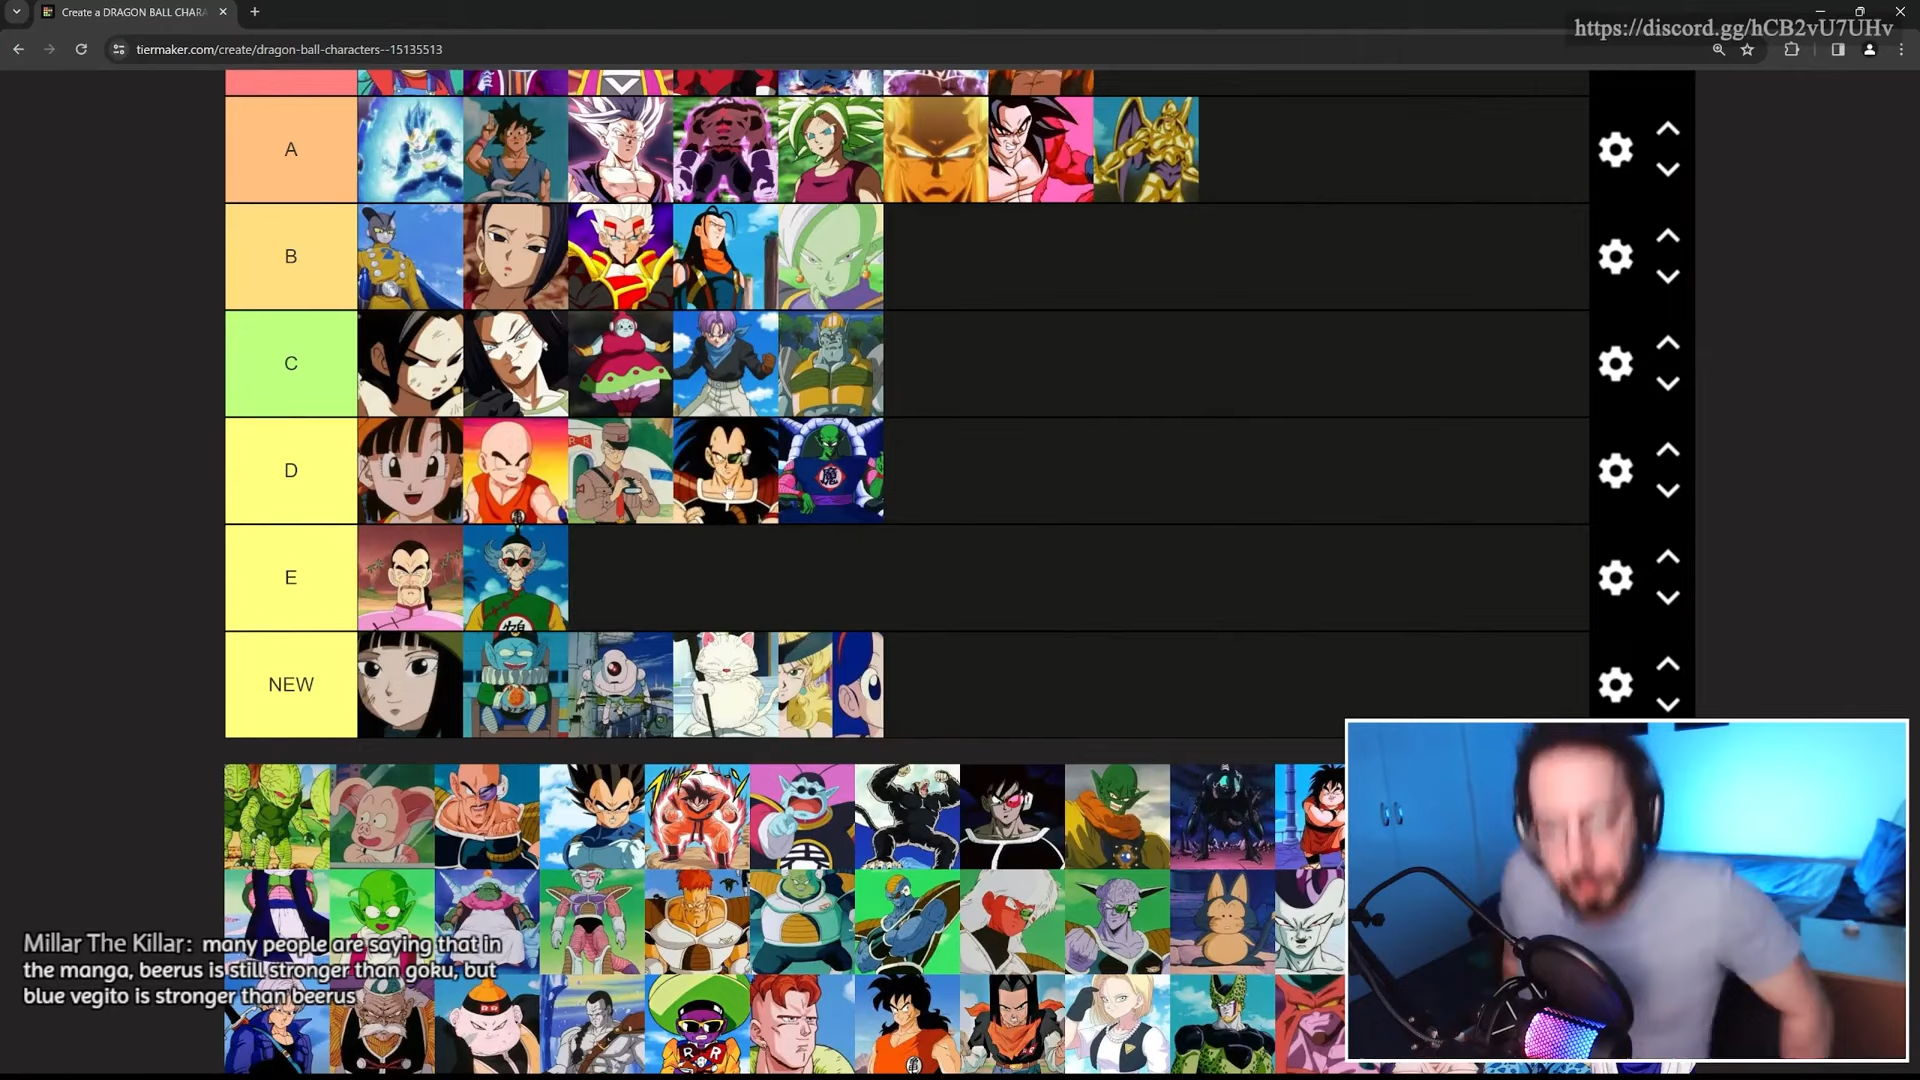 Create a DRAGON BALL CHARA
https://discord.gg/hCB2vU7UHv
tiermaker.com/create/dragon-ball-characters--15135513
A
B
C
D
E
NEW
Millar The Killar: many people are saying that in
the manga, beerus is still stronger than goku, but
blue vegito is stronger than beerus